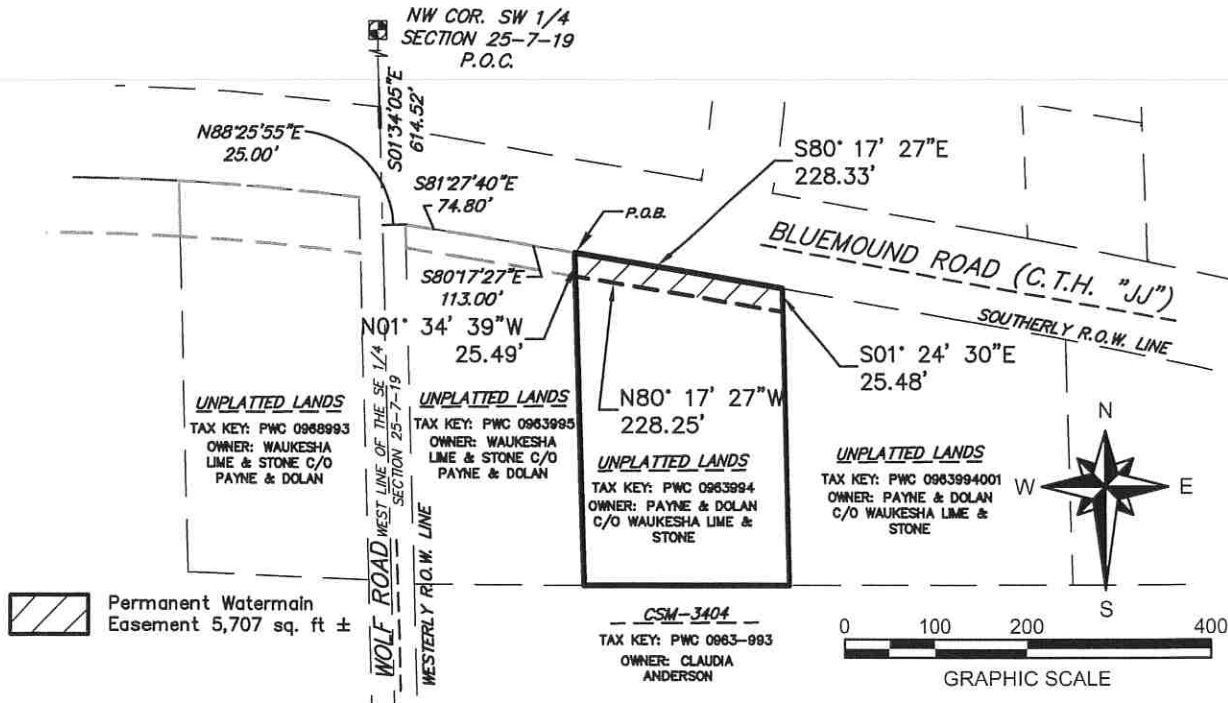 NW COR. SW 1/4
SECTION 25-7-19
P.O.C.
S01°34'05"E
614.52'
N88°25'55"E
25.00'
S81°27'40"E
74.80'
S80° 17' 27"E
228.33'
P.O.B.
BLUEMOUND ROAD (C.T.H. "JJ")
SOUTHERLY R.O.W. LINE
S80°17'27"E
113.00'
N01° 34' 39"W
25.49'
S01° 24' 30"E
25.48'
N80° 17' 27"W
228.25'
UNPLATTED LANDS
TAX KEY: PWC 0968993
OWNER: WAUKESHA
LIME & STONE C/O
PAYNE & DOLAN
WOLF ROAD
WEST LINE OF THE SE 1/4
SECTION 25-7-19
WESTERLY R.O.W. LINE
UNPLATTED LANDS
TAX KEY: PWC 0963995
OWNER: WAUKESHA
LIME & STONE C/O
PAYNE & DOLAN
UNPLATTED LANDS
TAX KEY: PWC 0963994
OWNER: PAYNE & DOLAN
C/O WAUKESHA LIME &
STONE
UNPLATTED LANDS
TAX KEY: PWC 0963994001
OWNER: PAYNE & DOLAN
C/O WAUKESHA LIME &
STONE
N
W
E
S
Permanent Watermain
Easement 5,707 sq. ft ±
CSM-3404
TAX KEY: PWC 0963-993
OWNER: CLAUDIA
ANDERSON
0 100 200 400
GRAPHIC SCALE